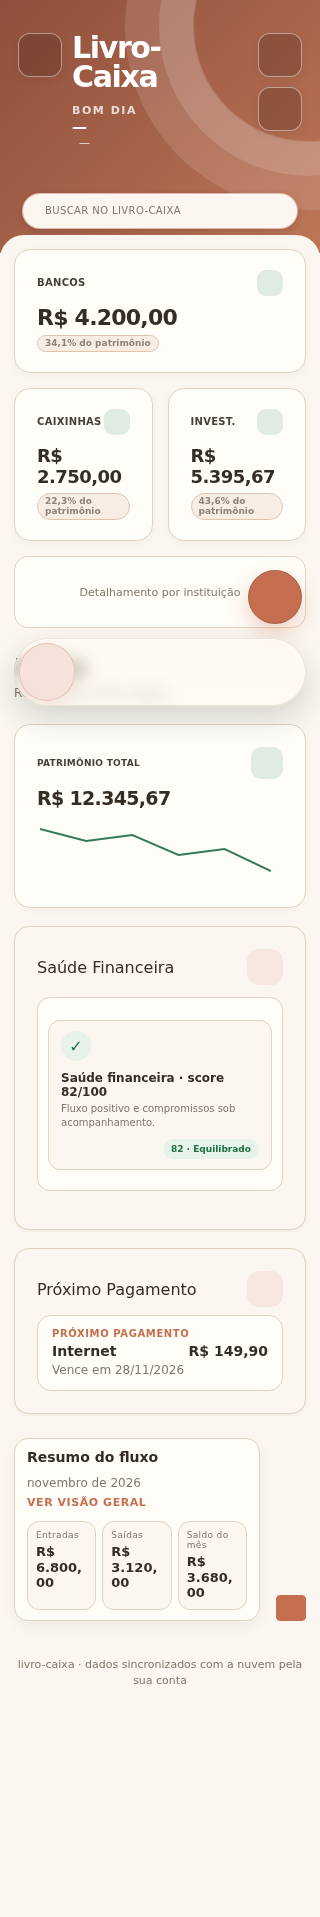 Livro-
Caixa
BOM DIA
—
—
BUSCAR NO LIVRO-CAIXA
BANCOS
R$ 4.200,00
34,1% do patrimônio
CAIXINHAS
R$
2.750,00
22,3% do
patrimônio
INVEST.
R$
5.395,67
43,6% do
patrimônio
Detalhamento por instituição
PATRIMÔNIO TOTAL
R$ 12.345,67
Saúde Financeira
✓
Saúde financeira · score
82/100
Fluxo positivo e compromissos sob
acompanhamento.
82 · Equilibrado
Próximo Pagamento
PRÓXIMO PAGAMENTO
Internet R$ 149,90
Vence em 28/11/2026
Resumo do fluxo
novembro de 2026
VER VISÃO GERAL
Entradas
R$
6.800,
00
Saídas
R$
3.120,
00
Saldo do
mês
R$
3.680,
00
livro-caixa · dados sincronizados com a nuvem pela
sua conta